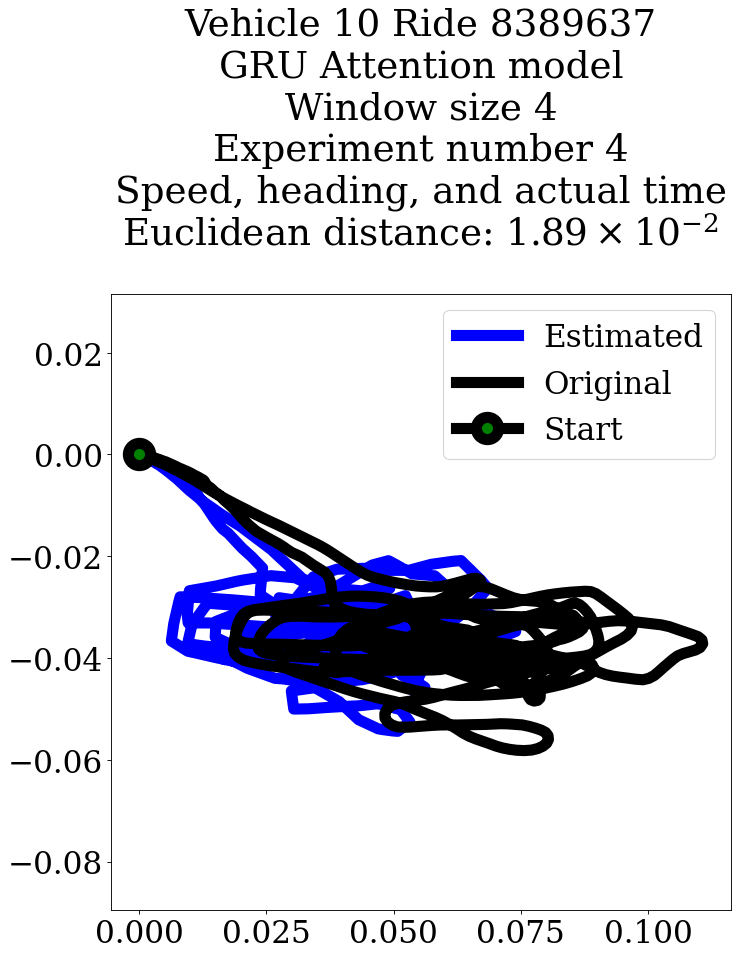 Vehicle 10 Ride 8389637
GRU Attention model
Window size 4
Experiment number 4
Speed, heading, and actual time
Euclidean distance: 1.89 × 10⁻²
Estimated
Original
Start
0.02
0.00
−0.02
−0.04
−0.06
−0.08
0.000 0.025 0.050 0.075 0.100